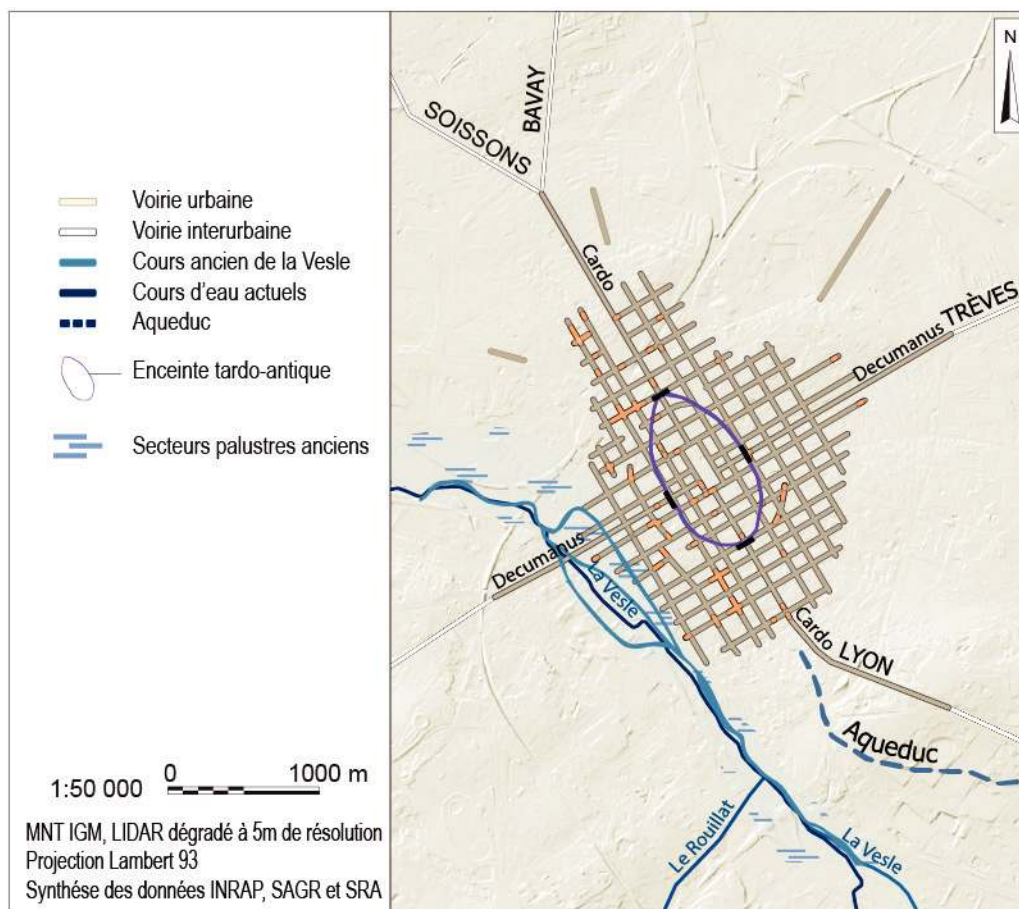 Voirie urbaine
Voirie interurbaine
Cours ancien de la Vesle
Cours d'eau actuels
Aqueduc
Enceinte tardo-antique
Secteurs palustres anciens
0 1000 m
1:50 000
MNT IGM, LIDAR dégradé à 5m de résolution
Projection Lambert 93
Synthése des données INRAP, SAGR et SRA
N
BAVAY
SOISSONS
Cardo
Decumanus TRÈVES
Decumanus
La Vesle
Cardo LYON
Aqueduc
Le Rouillat
La Vesle